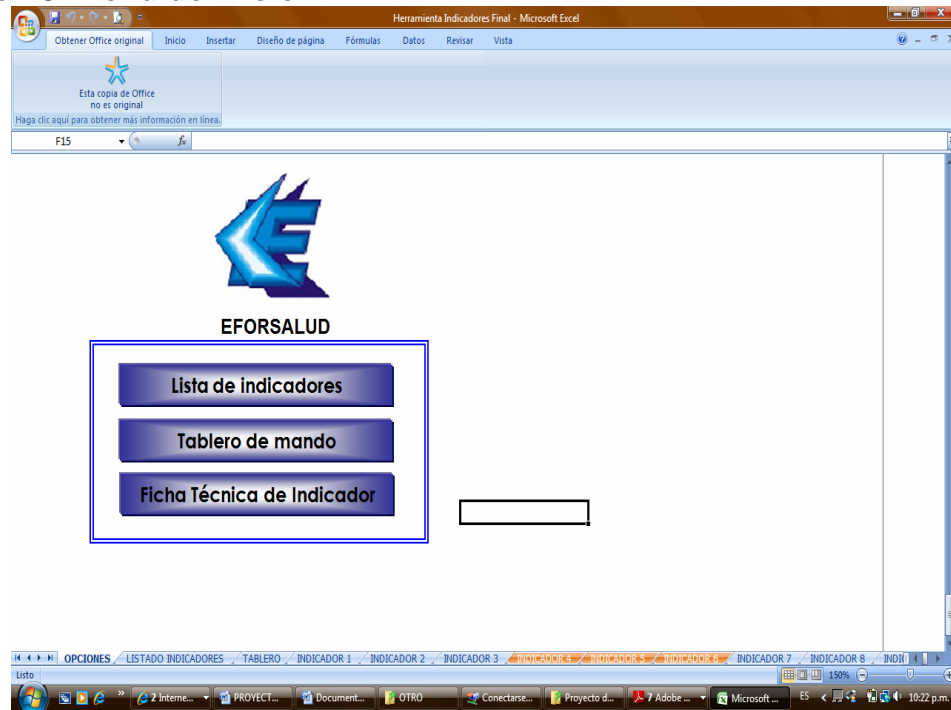 Herramienta Indicadores Final - Microsoft Excel
Obtener Office original Inicio Insertar Diseño de página Fórmulas Datos Revisar Vista
Esta copia de Office
no es original
Haga clic aquí para obtener más información en línea.
F15 fx
E
EFORSALUD
Lista de indicadores
Tablero de mando
Ficha Técnica de Indicador
OPCIONES LISTADO INDICADORES TABLERO INDICADOR 1 INDICADOR 2 INDICADOR 3 INDICADOR 4 INDICADOR 5 INDICADOR 6 INDICADOR 7 INDICADOR 8
Listo 150%
2 Interne... PROYECT... Document... OTRO Conectarse... Proyecto d... 7 Adobe ... Microsoft ... ES 10:22 p.m.